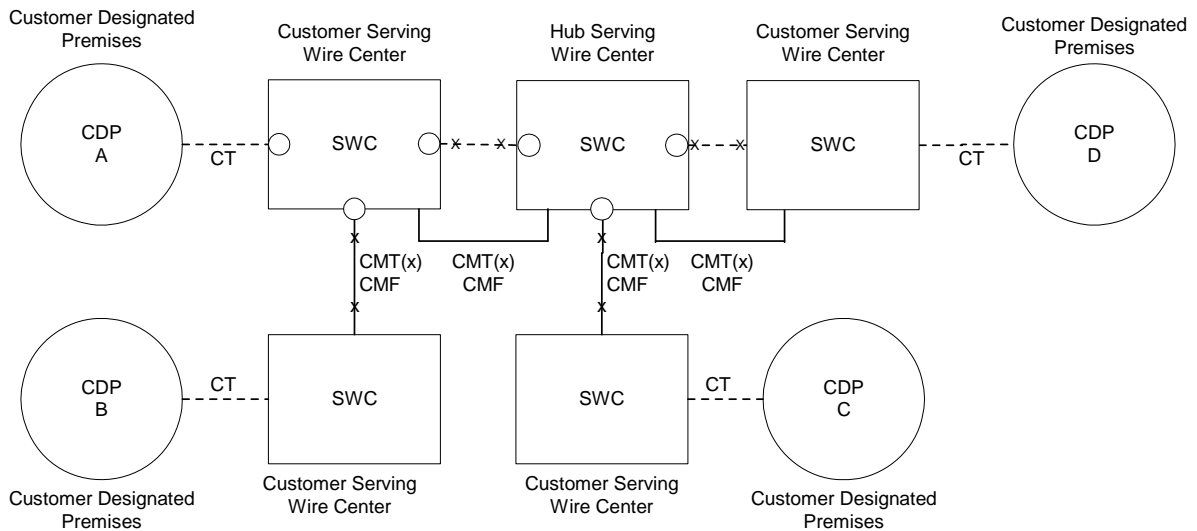 Customer Designated
Premises
Customer Serving
Wire Center
Hub Serving
Wire Center
Customer Serving
Wire Center
Customer Designated
Premises
CDP
A
CT
SWC
x
x
SWC
x
x
SWC
CT
CDP
D
x
CMT(x)
CMF
x
CMT(x)
CMF
x
CMT(x)
CMF
x
CMT(x)
CMF
CDP
B
CT
SWC
SWC
CT
CDP
C
Customer Designated
Premises
Customer Serving
Wire Center
Customer Serving
Wire Center
Customer Designated
Premises